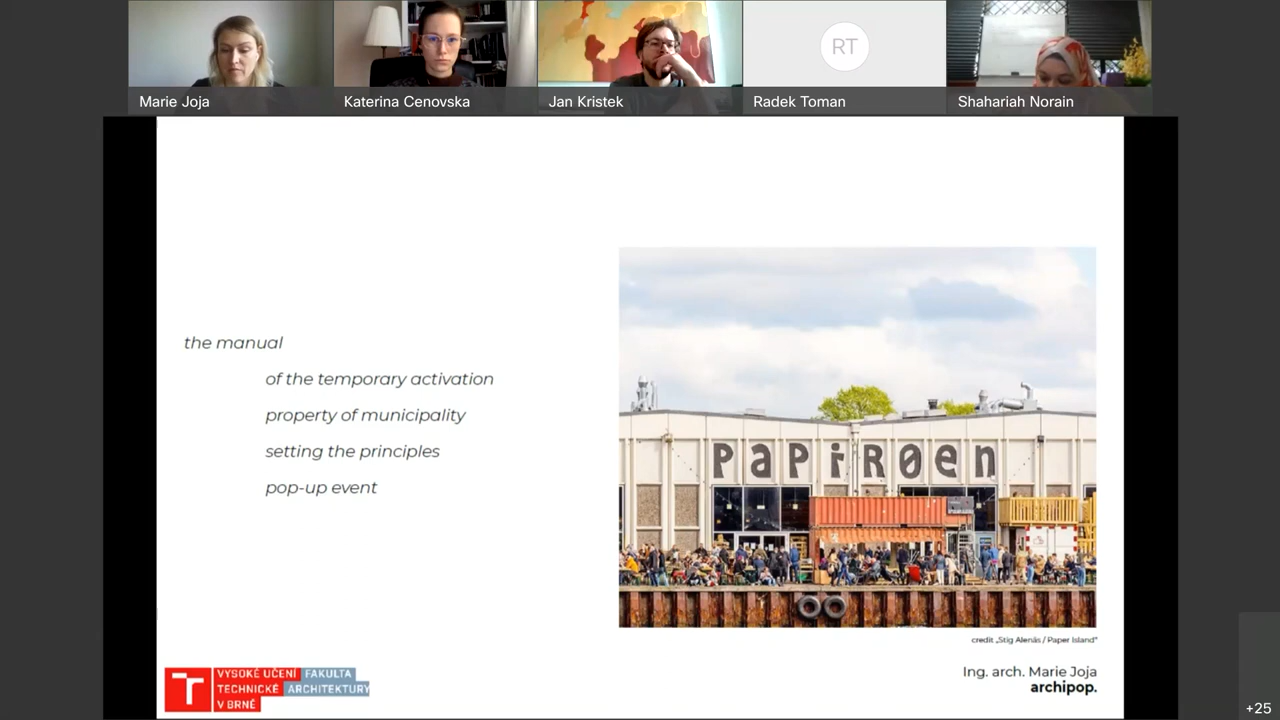 Marie Joja
Katerina Cenovska
Jan Kristek
RT
Radek Toman
Shahariah Norain
the manual
of the temporary activation
property of municipality
setting the principles
pop-up event
PaPiRØen
credit „Stig Alenäs / Paper Island"
Ing. arch. Marie Joja
archipop.
T
VYSOKÉ UČENÍ FAKULTA
TECHNICKÉ ARCHITEKTURY
V BRNĚ
+25